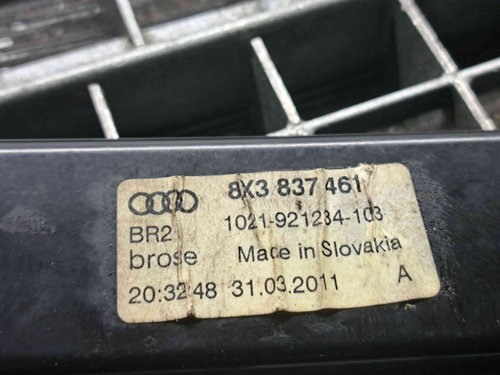 8X3 837 461
BR2 1021-921234-103
brose Made in Slovakia
20:32:48 31.03.2011 A